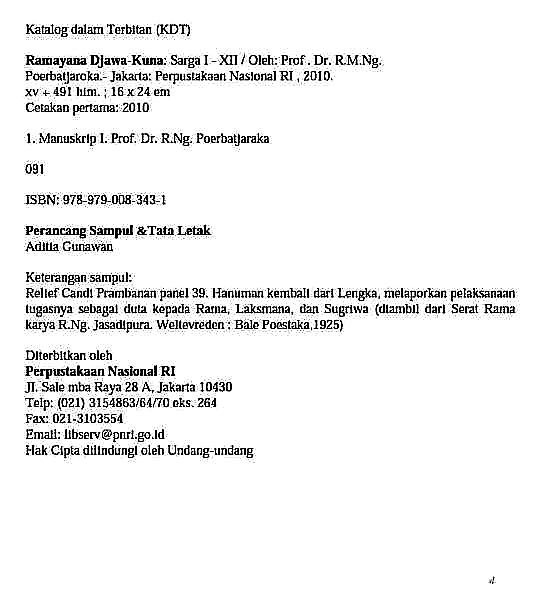 Katalog dalam Terbitan (KDT)
Ramayana Djawa-Kuna: Sarga I - XII / Oleh: Prof . Dr. R.M.Ng.
Poerbatjaroka.- Jakarta: Perpustakaan Nasional RI , 2010.
xv + 491 hlm. ; 16 x 24 cm
Cetakan pertama: 2010
1. Manuskrip I. Prof. Dr. R.Ng. Poerbatjaraka
091
ISBN: 978-979-008-343-1
Perancang Sampul &Tata Letak
Aditia Gunawan
Keterangan sampul:
Relief Candi Prambanan panel 39. Hanuman kembali dari Lengka, melaporkan pelaksanaan
tugasnya sebagai duta kepada Rama, Laksmana, dan Sugriwa (diambil dari Serat Rama
karya R.Ng. Jasadipura. Weltevreden : Bale Poestaka,1925)
Diterbitkan oleh
Perpustakaan Nasional RI
Jl. Sale mba Raya 28 A, Jakarta 10430
Telp: (021) 3154863/64/70 eks. 264
Fax: 021-3103554
Email: libserv@pnri.go.id
Hak Cipta dilindungi oleh Undang-undang